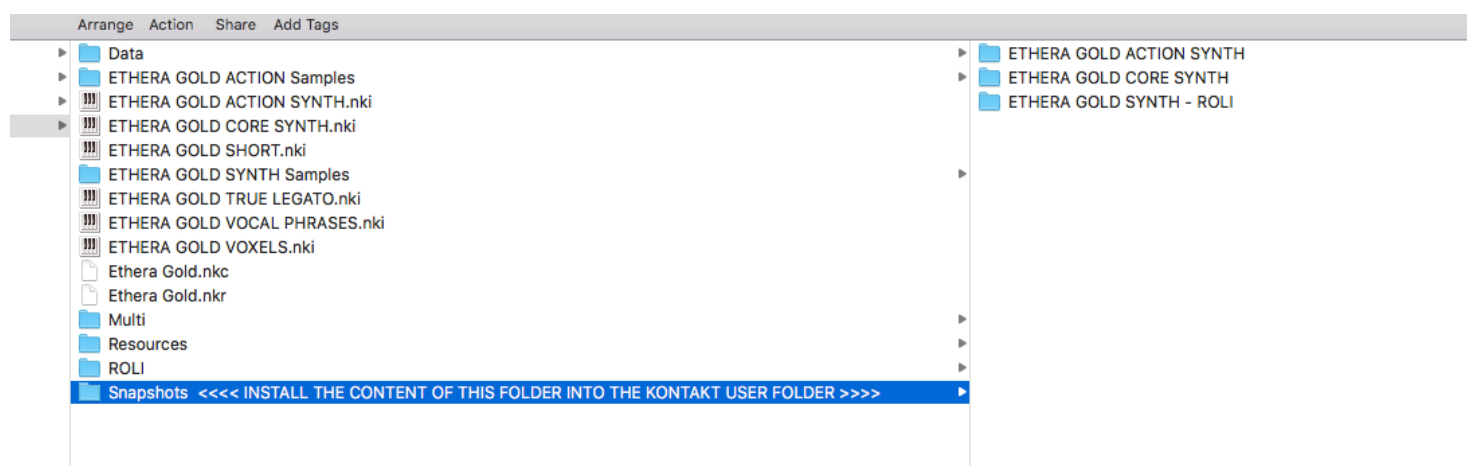 Arrange Action Share Add Tags
Data
ETHERA GOLD ACTION Samples
ETHERA GOLD ACTION SYNTH.nki
ETHERA GOLD CORE SYNTH.nki
ETHERA GOLD SHORT.nki
ETHERA GOLD SYNTH Samples
ETHERA GOLD TRUE LEGATO.nki
ETHERA GOLD VOCAL PHRASES.nki
ETHERA GOLD VOXELS.nki
Ethera Gold.nkc
Ethera Gold.nkr
Multi
Resources
ROLI
Snapshots <<<< INSTALL THE CONTENT OF THIS FOLDER INTO THE KONTAKT USER FOLDER >>>>
ETHERA GOLD ACTION SYNTH
ETHERA GOLD CORE SYNTH
ETHERA GOLD SYNTH - ROLI